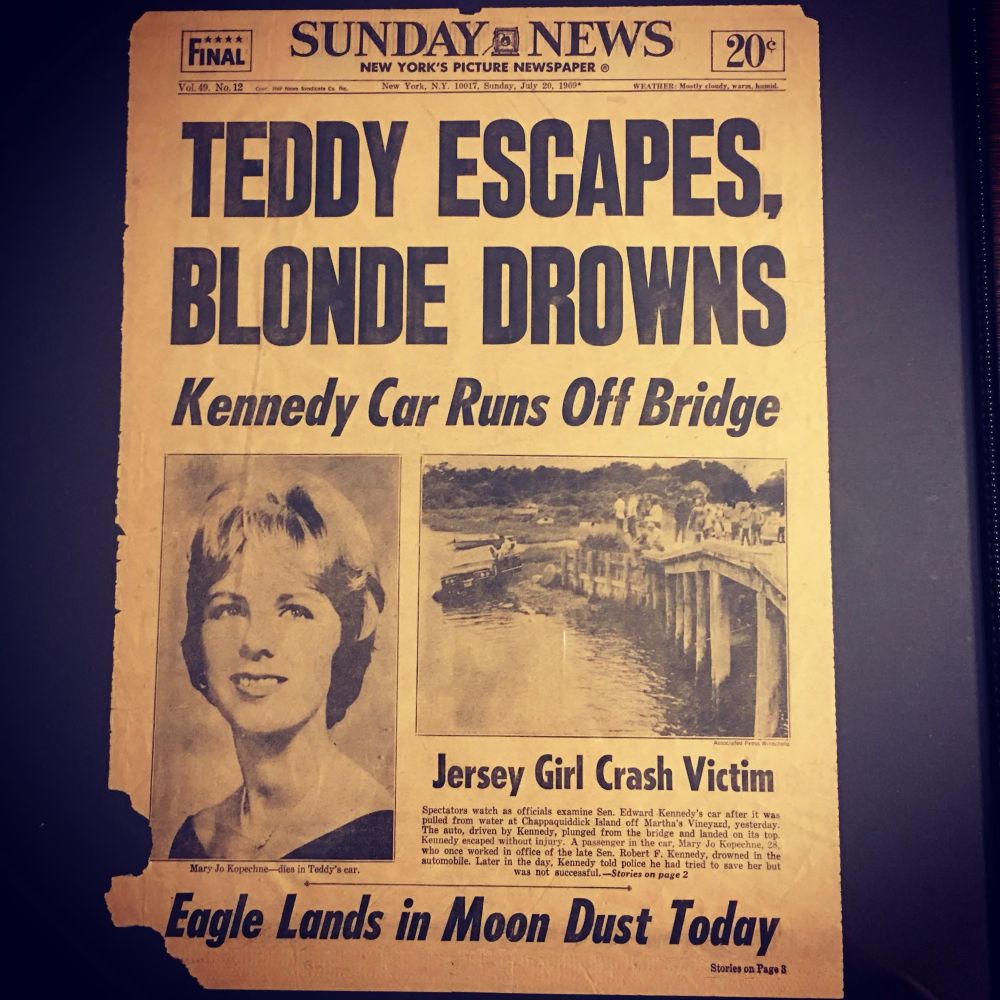 ★★★★
FINAL
SUNDAY NEWS
NEW YORK'S PICTURE NEWSPAPER ®
20¢
Vol. 49. No. 12 Copr. 1969 News Syndicate Co. Inc. New York, N.Y. 10017, Sunday, July 20, 1969* WEATHER: Mostly cloudy, warm, humid.
TEDDY ESCAPES,
BLONDE DROWNS
Kennedy Car Runs Off Bridge
Associated Press Wirephoto
Mary Jo Kopechne—dies in Teddy's car.
Jersey Girl Crash Victim
Spectators watch as officials examine Sen. Edward Kennedy's car after it was
pulled from water at Chappaquiddick Island off Martha's Vineyard, yesterday.
The auto, driven by Kennedy, plunged from the bridge and landed on its top.
Kennedy escaped without injury. A passenger in the car, Mary Jo Kopechne, 28,
who once worked in office of the late Sen. Robert F. Kennedy, drowned in the
automobile. Later in the day, Kennedy told police he had tried to save her but
was not successful. —Stories on page 2
Eagle Lands in Moon Dust Today
Stories on Page 3